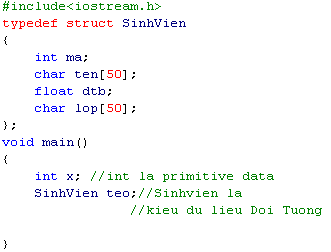 #include<iostream.h>
typedef struct SinhVien
{
    int ma;
    char ten[50];
    float dtb;
    char lop[50];
};
void main()
{
    int x; //int la primitive data
    SinhVien teo;//Sinhvien la
                //kieu du lieu Doi Tuong
}